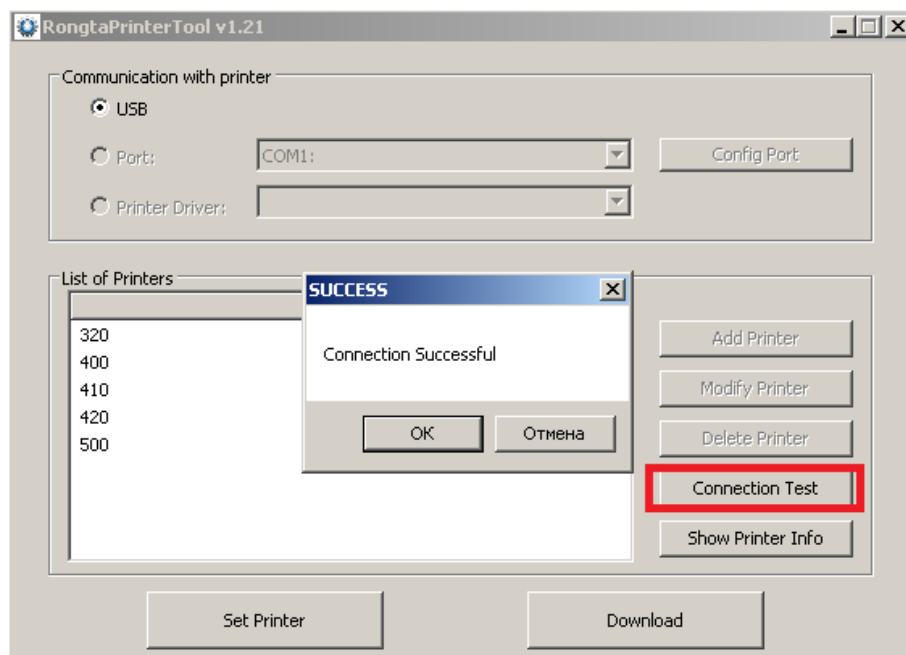 RongtaPrinterTool v1.21
Communication with printer
USB
Port:
COM1:
Config Port
Printer Driver:
List of Printers
SUCCESS
Connection Successful
OK
Отмена
320
400
410
420
500
Add Printer
Modify Printer
Delete Printer
Connection Test
Show Printer Info
Set Printer
Download